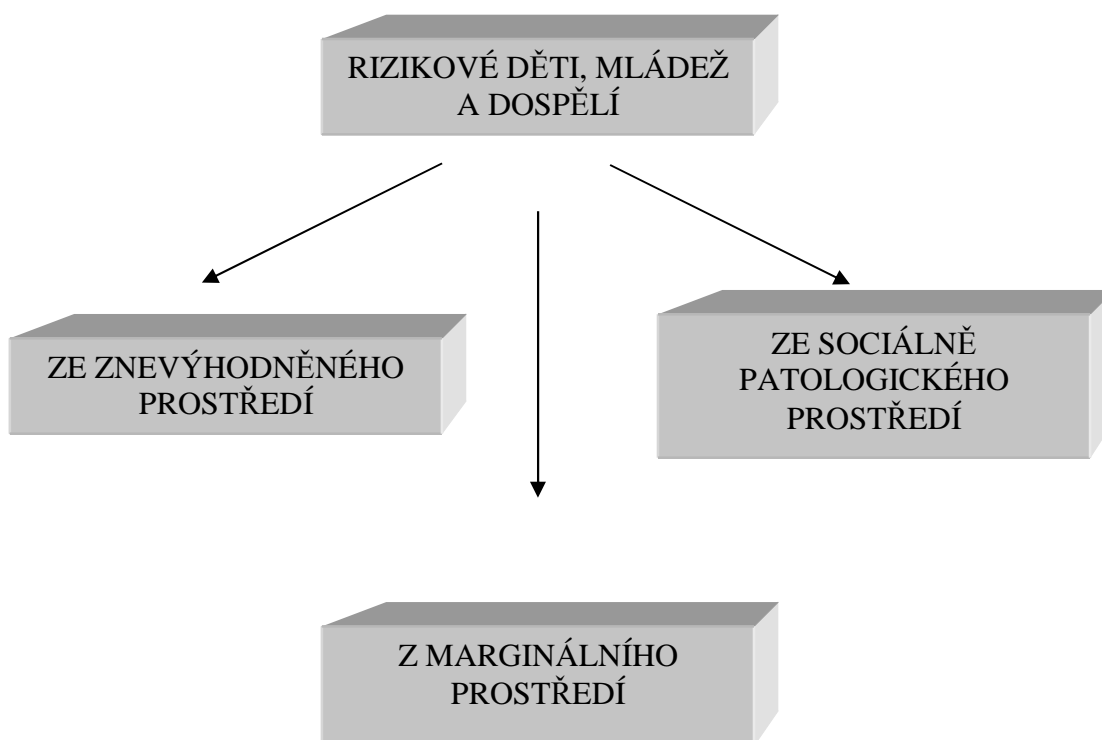 RIZIKOVÉ DĚTI, MLÁDEŽ
A DOSPĚLÍ
ZE ZNEVÝHODNĚNÉHO
PROSTŘEDÍ
ZE SOCIÁLNĚ
PATOLOGICKÉHO
PROSTŘEDÍ
Z MARGINÁLNÍHO
PROSTŘEDÍ